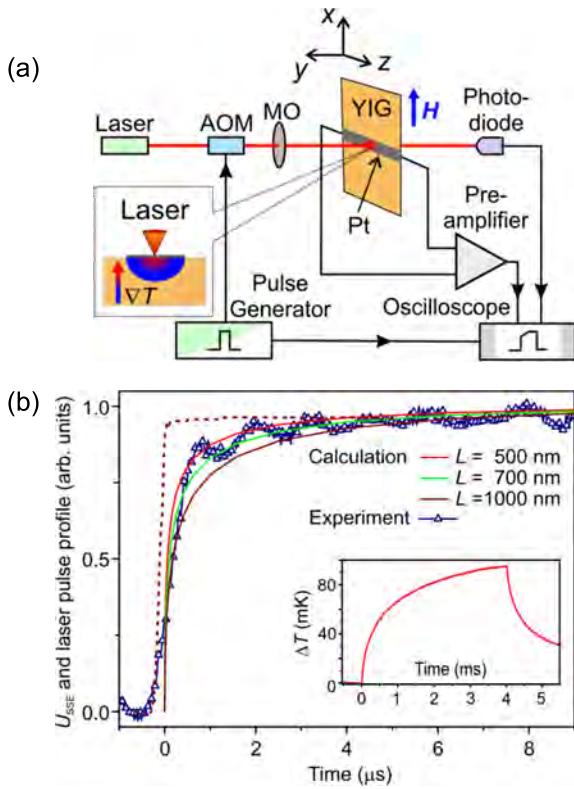 (a)
x
y
z
Laser
AOM
MO
YIG
H
Photo-
diode
Laser
∇T
Pt
Pre-
amplifier
Pulse
Generator
Oscilloscope
(b)
U_SSE and laser pulse profile (arb. units)
1.0
0.5
0.0
Calculation
L = 500 nm
L = 700 nm
L =1000 nm
Experiment
ΔT (mK)
80
40
0
Time (ms)
0 1 2 3 4 5
0 2 4 6 8
Time (μs)